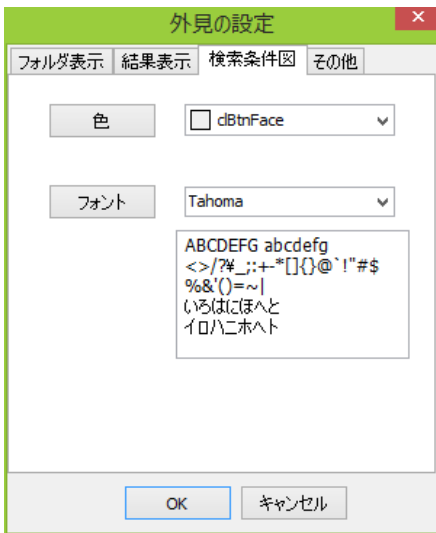 外見の設定
フォルダ表示 結果表示 検索条件図 その他
色 clBtnFace
フォント Tahoma
ABCDEFG abcdefg
<>/?¥_;:+-*[]{}@`!"#$
%&'()=~|
いろはにほへと
イロハニホヘト
OK キャンセル